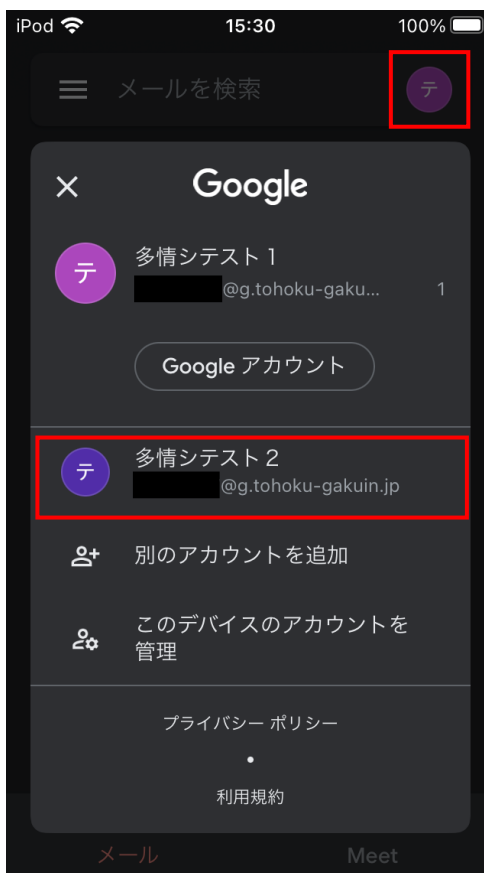 iPod 15:30 100%
メールを検索 テ
Google
テ 多情シテスト1
@g.tohoku-gaku... 1
Google アカウント
テ 多情シテスト2
@g.tohoku-gakuin.jp
別のアカウントを追加
このデバイスのアカウントを
管理
プライバシー ポリシー
•
利用規約
メール Meet